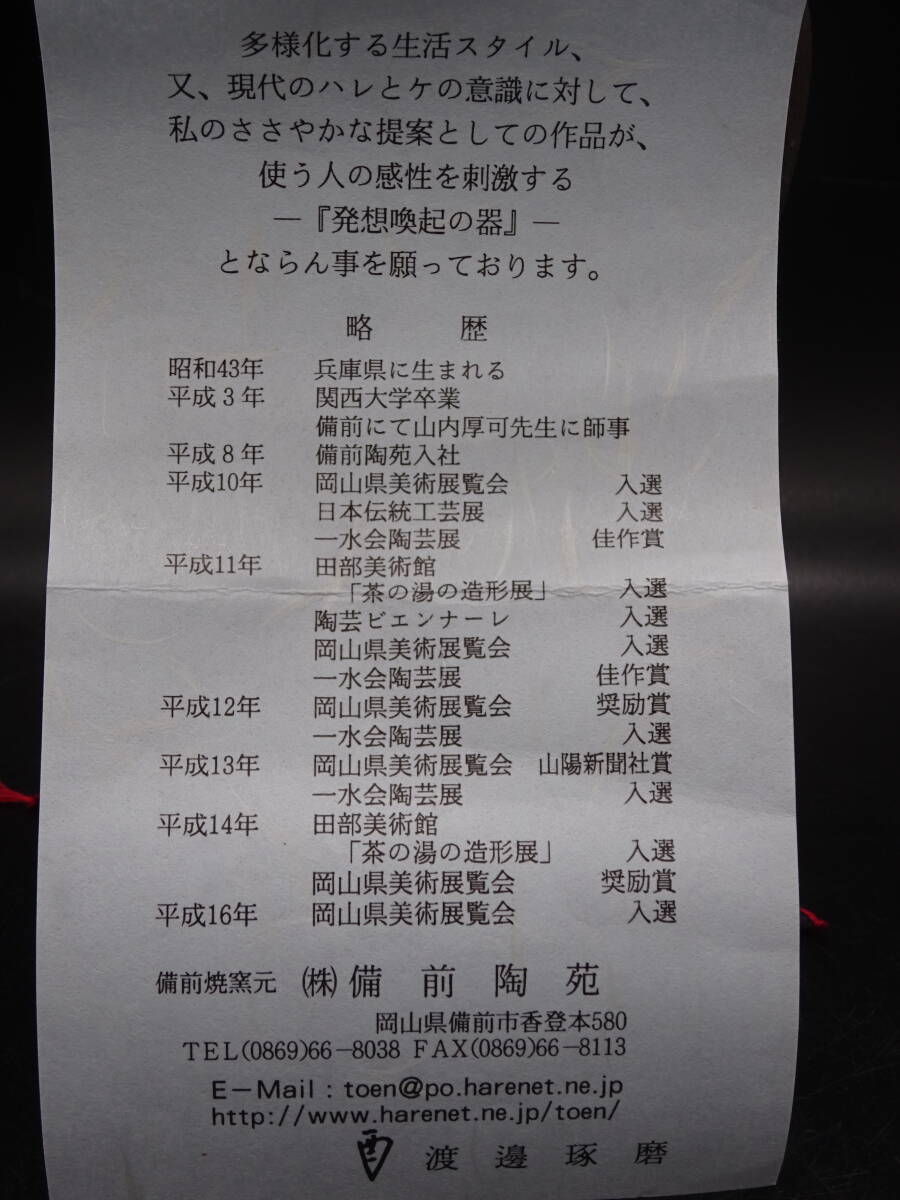 多様化する生活スタイル、
又、現代のハレとケの意識に対して、
私のささやかな提案としての作品が、
使う人の感性を刺激する
―『発想喚起の器』―
とならん事を願っております。
略 歴
昭和43年 兵庫県に生まれる
平成3年 関西大学卒業
備前にて山内厚可先生に師事
平成8年 備前陶苑入社
平成10年 岡山県美術展覧会 入選
日本伝統工芸展 入選
一水会陶芸展 佳作賞
平成11年 田部美術館
「茶の湯の造形展」 入選
陶芸ビエンナーレ 入選
岡山県美術展覧会 入選
一水会陶芸展 佳作賞
平成12年 岡山県美術展覧会 奨励賞
一水会陶芸展 入選
平成13年 岡山県美術展覧会 山陽新聞社賞
一水会陶芸展 入選
平成14年 田部美術館
「茶の湯の造形展」 入選
岡山県美術展覧会 奨励賞
平成16年 岡山県美術展覧会 入選
備前焼窯元 ㈱備前陶苑
岡山県備前市香登本580
TEL(0869)66－8038 FAX(0869)66－8113
E－Mail：toen@po.harenet.ne.jp
http://www.harenet.ne.jp/toen/
渡邉琢磨